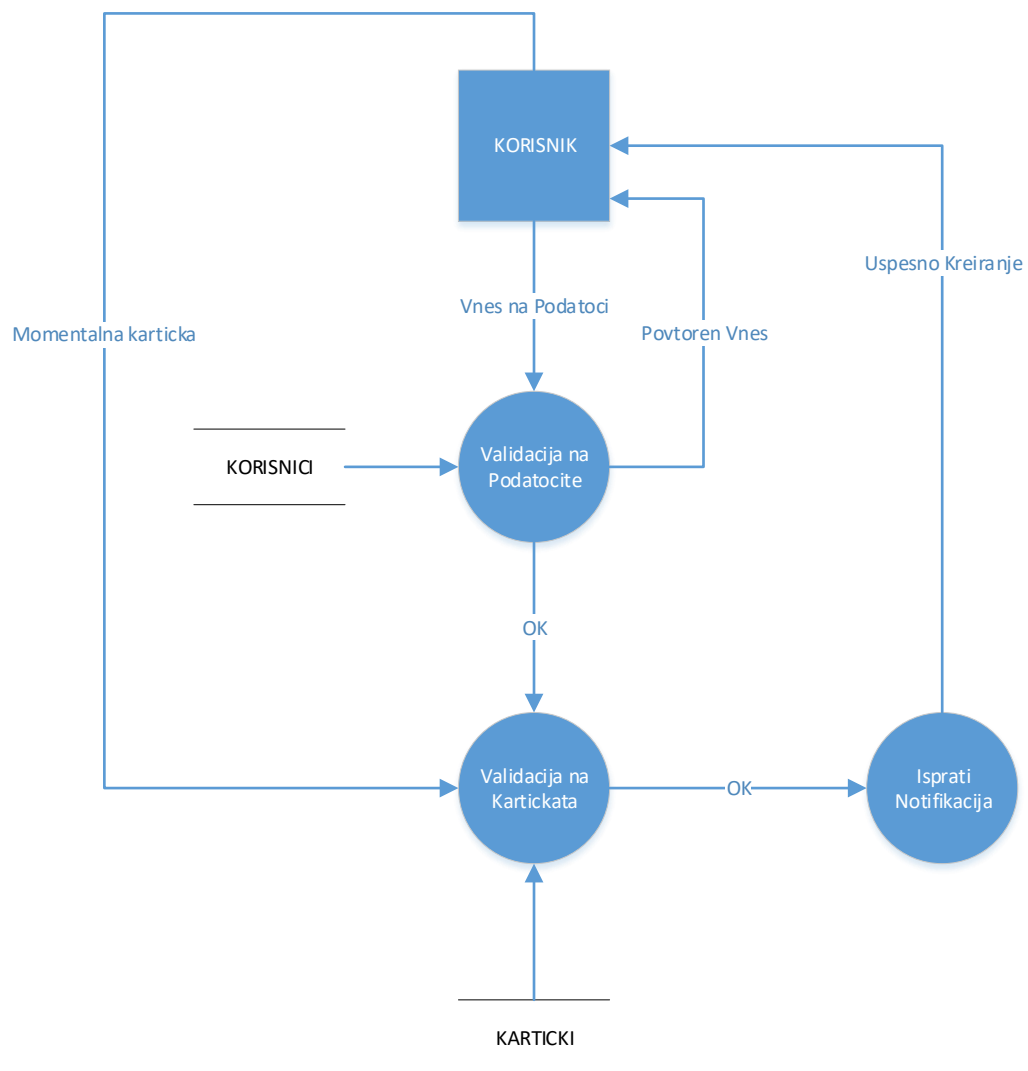 KORISNIK
Uspesno Kreiranje
Vnes na Podatoci
Povtoren Vnes
Momentalna karticka
Validacija na
Podatocite
KORISNICI
OK
Validacija na
Kartickata
OK
Isprati
Notifikacija
KARTICKI